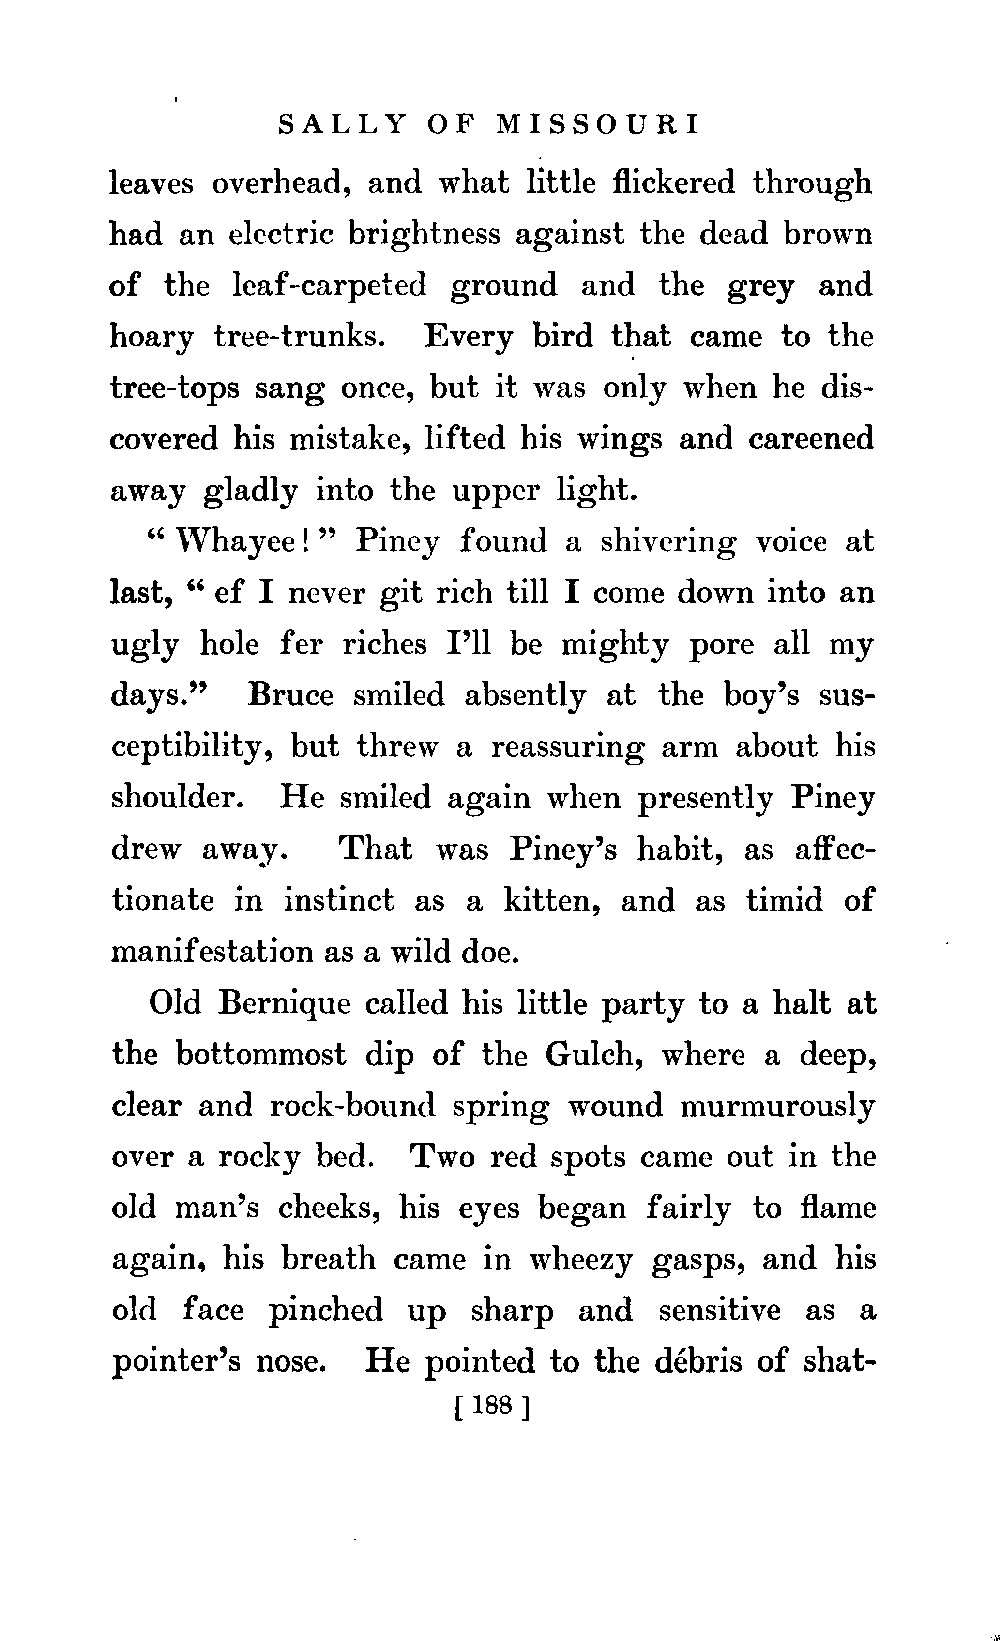 SALLY OF MISSOURI
leaves overhead, and what little flickered through
had an electric brightness against the dead brown
of the leaf-carpeted ground and the grey and
hoary tree-trunks. Every bird that came to the
tree-tops sang once, but it was only when he dis-
covered his mistake, lifted his wings and careened
away gladly into the upper light.
“ Whayee! ” Piney found a shivering voice at
last, “ ef I never git rich till I come down into an
ugly hole fer riches I’ll be mighty pore all my
days.” Bruce smiled absently at the boy’s sus-
ceptibility, but threw a reassuring arm about his
shoulder. He smiled again when presently Piney
drew away. That was Piney’s habit, as affec-
tionate in instinct as a kitten, and as timid of
manifestation as a wild doe.
Old Bernique called his little party to a halt at
the bottommost dip of the Gulch, where a deep,
clear and rock-bound spring wound murmurously
over a rocky bed. Two red spots came out in the
old man’s cheeks, his eyes began fairly to flame
again, his breath came in wheezy gasps, and his
old face pinched up sharp and sensitive as a
pointer’s nose. He pointed to the débris of shat-
[ 188 ]